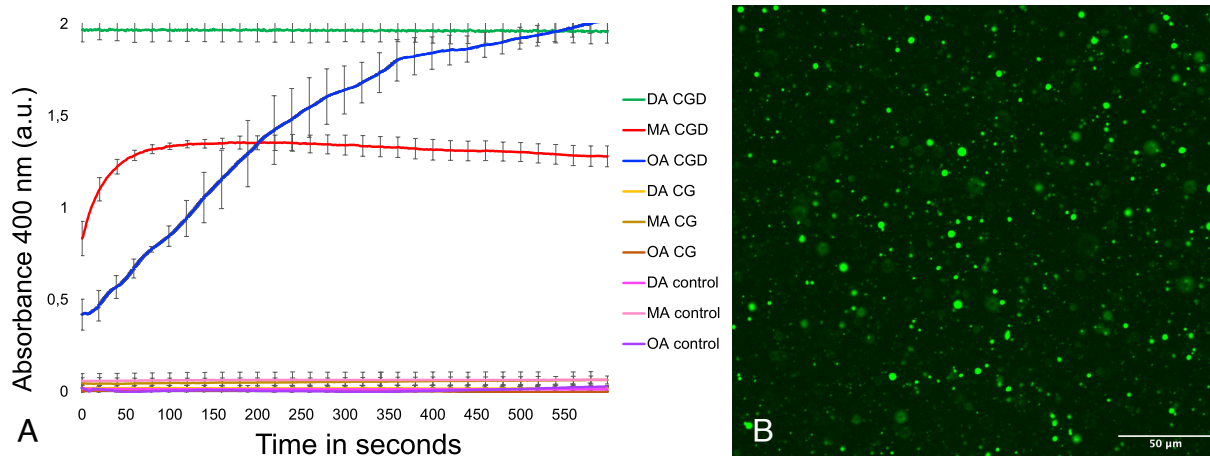 2
1,5
1
0,5
0
0 50 100 150 200 250 300 350 400 450 500 550
Absorbance 400 nm (a.u.)
Time in seconds
A
DA CGD
MA CGD
OA CGD
DA CG
MA CG
OA CG
DA control
MA control
OA control
B
50 µm